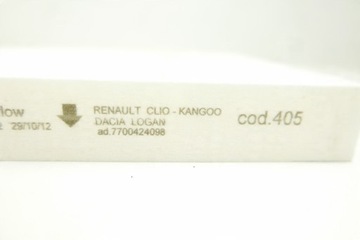 low
29/10/12
RENAULT CLIO - KANGOO
DACIA LOGAN
ad.7700424098
cod.405